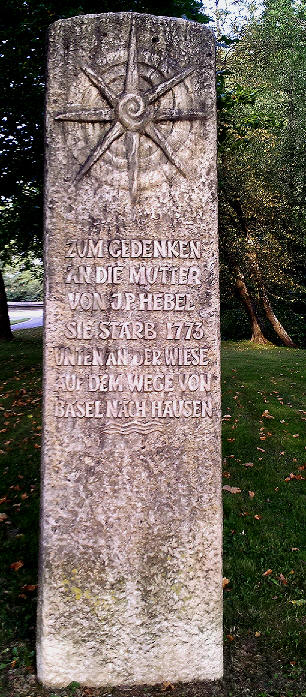 ZUM GEDENKEN
AN DIE MUTTER
VON J P HEBEL
SIE STARB 1773
UNTEN AN DER WIESE
AUF DEM WEGE VON
BASEL NACH HAUSEN